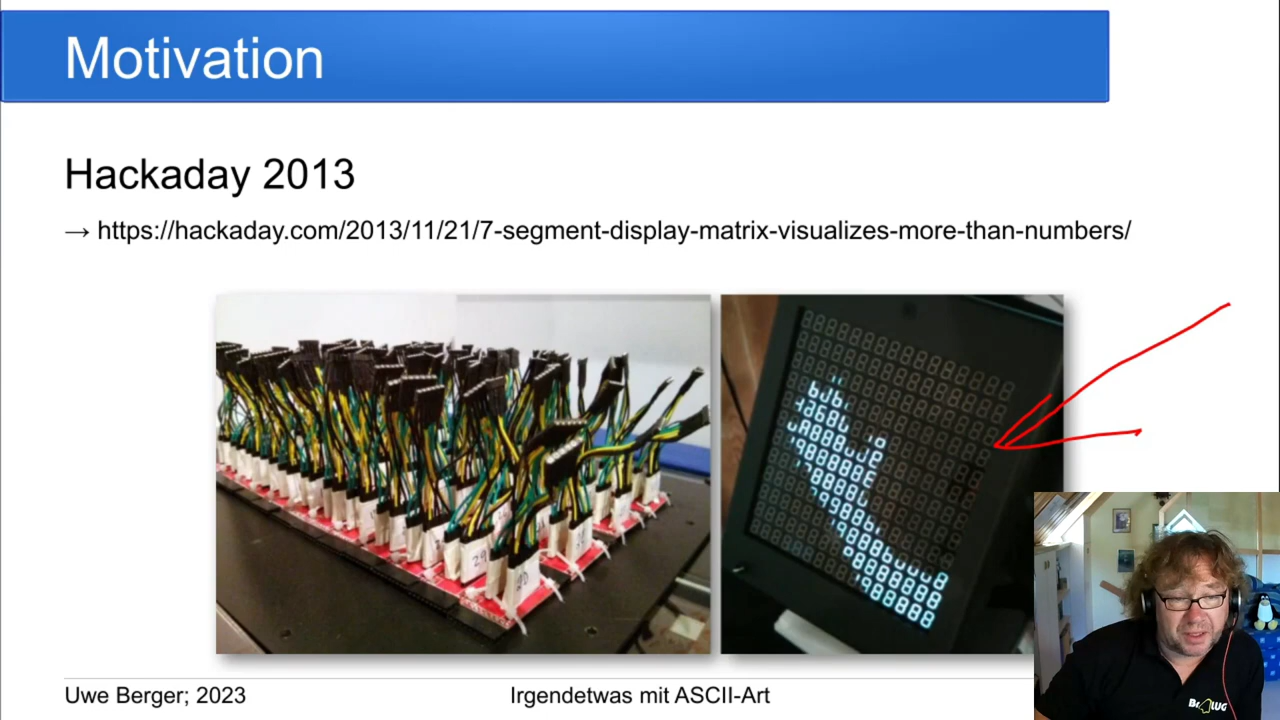 Motivation
Hackaday 2013
→ https://hackaday.com/2013/11/21/7-segment-display-matrix-visualizes-more-than-numbers/
Uwe Berger; 2023
Irgendetwas mit ASCII-Art